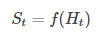 S_t = f(H_t)